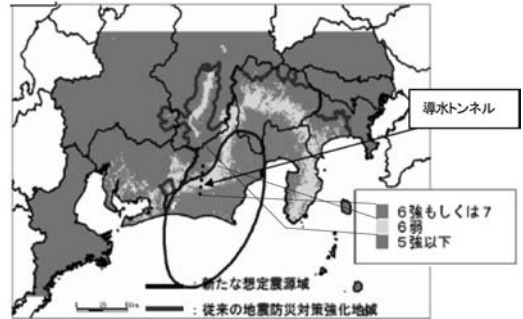 導水トンネル
6強もしくは7
6弱
5強以下
:新たな想定震源域
:従来の地震防災対策強化地域